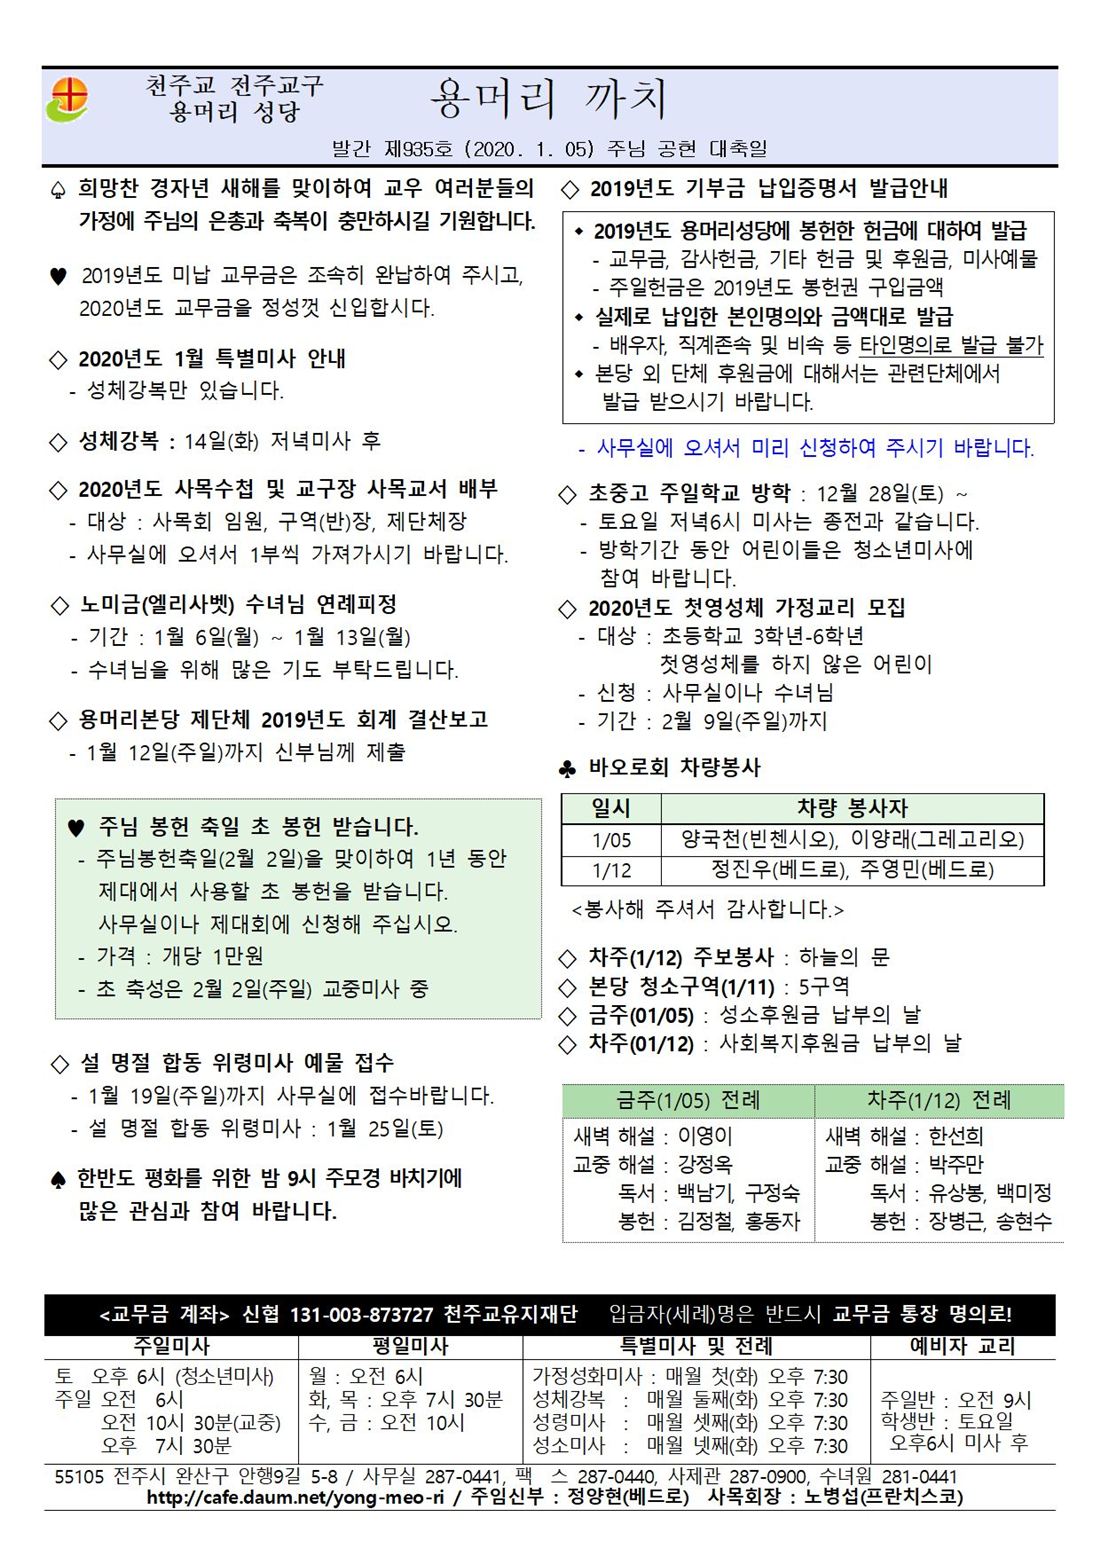 천주교 전주교구
용머리 성당
용머리 까치
발간 제935호 (2020. 1. 05) 주님 공현 대축일
♤ 희망찬 경자년 새해를 맞이하여 교우 여러분들의
가정에 주님의 은총과 축복이 충만하시길 기원합니다.
♥ 2019년도 미납 교무금은 조속히 완납하여 주시고,
2020년도 교무금을 정성껏 신입합시다.
◇ 2020년도 1월 특별미사 안내
- 성체강복만 있습니다.
◇ 성체강복 : 14일(화) 저녁미사 후
◇ 2020년도 사목수첩 및 교구장 사목교서 배부
- 대상 : 사목회 임원, 구역(반)장, 제단체장
- 사무실에 오셔서 1부씩 가져가시기 바랍니다.
◇ 노미금(엘리사벳) 수녀님 연례피정
- 기간 : 1월 6일(월) ~ 1월 13일(월)
- 수녀님을 위해 많은 기도 부탁드립니다.
◇ 용머리본당 제단체 2019년도 회계 결산보고
- 1월 12일(주일)까지 신부님께 제출
♥ 주님 봉헌 축일 초 봉헌 받습니다.
- 주님봉헌축일(2월 2일)을 맞이하여 1년 동안
제대에서 사용할 초 봉헌을 받습니다.
사무실이나 제대회에 신청해 주십시오.
- 가격 : 개당 1만원
- 초 축성은 2월 2일(주일) 교중미사 중
◇ 설 명절 합동 위령미사 예물 접수
- 1월 19일(주일)까지 사무실에 접수바랍니다.
- 설 명절 합동 위령미사 : 1월 25일(토)
♠ 한반도 평화를 위한 밤 9시 주모경 바치기에
많은 관심과 참여 바랍니다.
◇ 2019년도 기부금 납입증명서 발급안내
◆ 2019년도 용머리성당에 봉헌한 헌금에 대하여 발급
- 교무금, 감사헌금, 기타 헌금 및 후원금, 미사예물
- 주일헌금은 2019년도 봉헌권 구입금액
◆ 실제로 납입한 본인명의와 금액대로 발급
- 배우자, 직계존속 및 비속 등 타인명의로 발급 불가
◆ 본당 외 단체 후원금에 대해서는 관련단체에서
발급 받으시기 바랍니다.
- 사무실에 오셔서 미리 신청하여 주시기 바랍니다.
◇ 초중고 주일학교 방학 : 12월 28일(토) ~
- 토요일 저녁6시 미사는 종전과 같습니다.
- 방학기간 동안 어린이들은 청소년미사에
참여 바랍니다.
◇ 2020년도 첫영성체 가정교리 모집
- 대상 : 초등학교 3학년-6학년
첫영성체를 하지 않은 어린이
- 신청 : 사무실이나 수녀님
- 기간 : 2월 9일(주일)까지
♣ 바오로회 차량봉사
일시 차량 봉사자
1/05 양국천(빈첸시오), 이양래(그레고리오)
1/12 정진우(베드로), 주영민(베드로)
<봉사해 주셔서 감사합니다.>
◇ 차주(1/12) 주보봉사 : 하늘의 문
◇ 본당 청소구역(1/11) : 5구역
◇ 금주(01/05) : 성소후원금 납부의 날
◇ 차주(01/12) : 사회복지후원금 납부의 날
금주(1/05) 전례 차주(1/12) 전례
새벽 해설 : 이영이 새벽 해설 : 한선희
교중 해설 : 강정옥 교중 해설 : 박주만
독서 : 백남기, 구정숙 독서 : 유상봉, 백미정
봉헌 : 김정철, 홍동자 봉헌 : 장병근, 송현수
<교무금 계좌> 신협 131-003-873727 천주교유지재단 입금자(세례)명은 반드시 교무금 통장 명의로!
주일미사 평일미사 특별미사 및 전례 예비자 교리
토 오후 6시 (청소년미사) 월 : 오전 6시 가정성화미사 : 매월 첫(화) 오후 7:30
주일 오전 6시 화, 목 : 오후 7시 30분 성체강복 : 매월 둘째(화) 오후 7:30 주일반 : 오전 9시
오전 10시 30분(교중) 수, 금 : 오전 10시 성령미사 : 매월 셋째(화) 오후 7:30 학생반 : 토요일
오후 7시 30분 성소미사 : 매월 넷째(화) 오후 7:30 오후6시 미사 후
55105 전주시 완산구 안행9길 5-8 / 사무실 287-0441, 팩 스 287-0440, 사제관 287-0900, 수녀원 281-0441
http://cafe.daum.net/yong-meo-ri / 주임신부 : 정양현(베드로) 사목회장 : 노병섭(프란치스코)